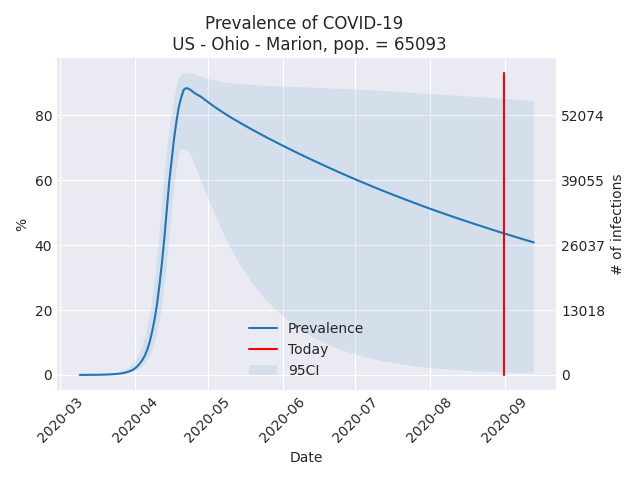 Prevalence of COVID-19
US - Ohio - Marion, pop. = 65093
%
80
60
40
20
0
52074
39055
26037
13018
0
# of infections
Prevalence
Today
95CI
2020-03
2020-04
2020-05
2020-06
2020-07
2020-08
2020-09
Date